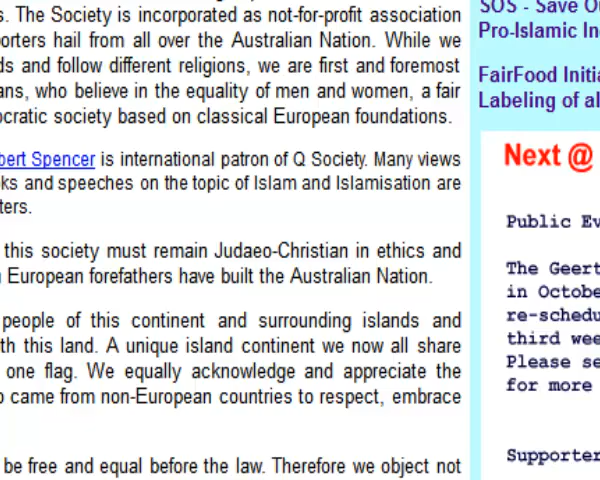 s. The Society is incorporated as not-for-profit association
porters hail from all over the Australian Nation. While we
ds and follow different religions, we are first and foremost
ans, who believe in the equality of men and women, a fair
ocratic society based on classical European foundations.
bert Spencer is international patron of Q Society. Many views
ks and speeches on the topic of Islam and Islamisation are
ters.
this society must remain Judaeo-Christian in ethics and
European forefathers have built the Australian Nation.
people of this continent and surrounding islands and
th this land. A unique island continent we now all share
one flag. We equally acknowledge and appreciate the
o came from non-European countries to respect, embrace
be free and equal before the law. Therefore we object not
SOS - Save Ou
Pro-Islamic In
FairFood Initia
Labeling of al
Next @
Public Ev
The Geert
in Octobe
re-schedu
third wee
Please se
for more
Supporter